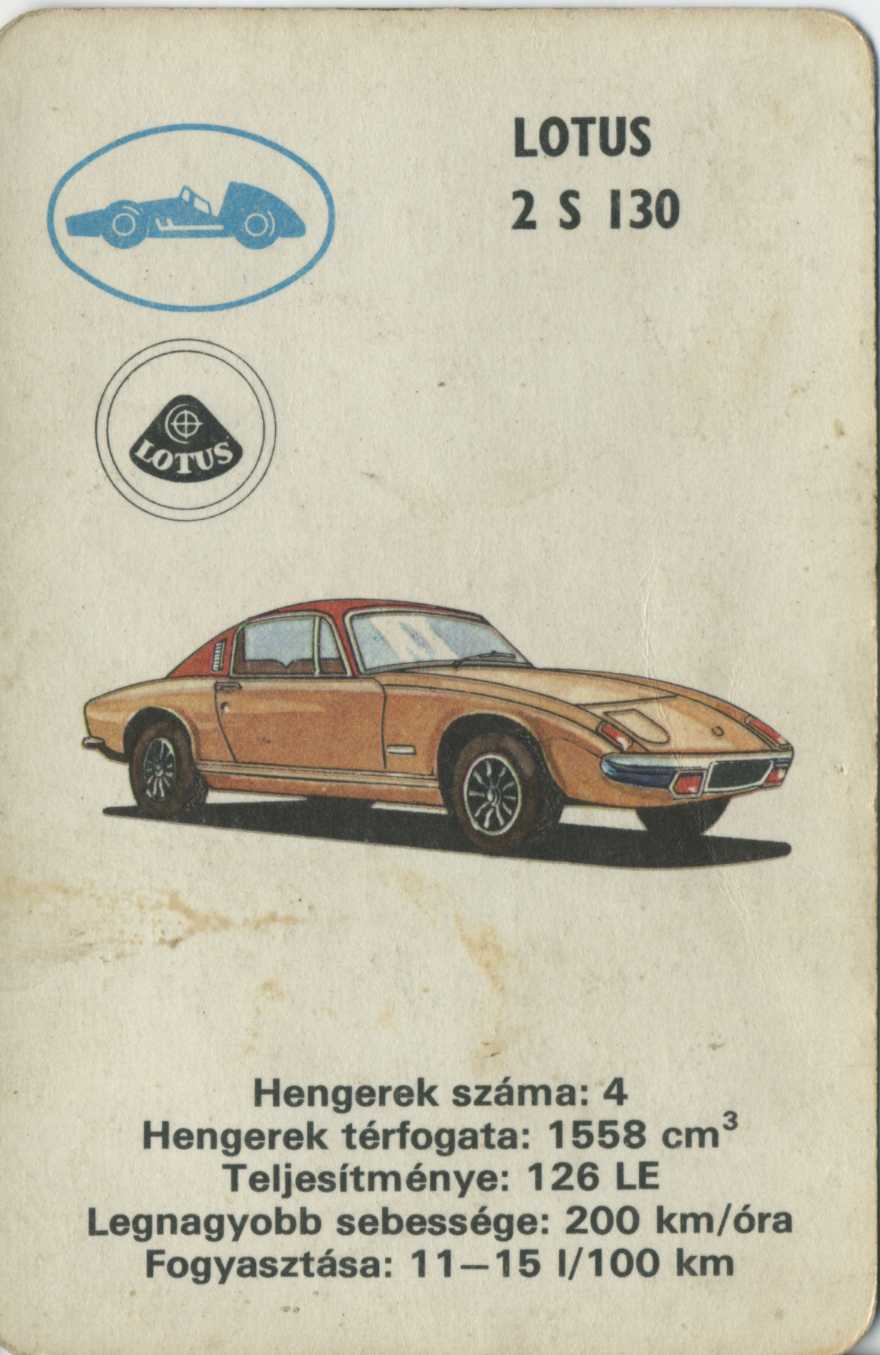 LOTUS
2 S 130
LOTUS
Hengerek száma: 4
Hengerek térfogata: 1558 cm³
Teljesítménye: 126 LE
Legnagyobb sebessége: 200 km/óra
Fogyasztása: 11—15 l/100 km